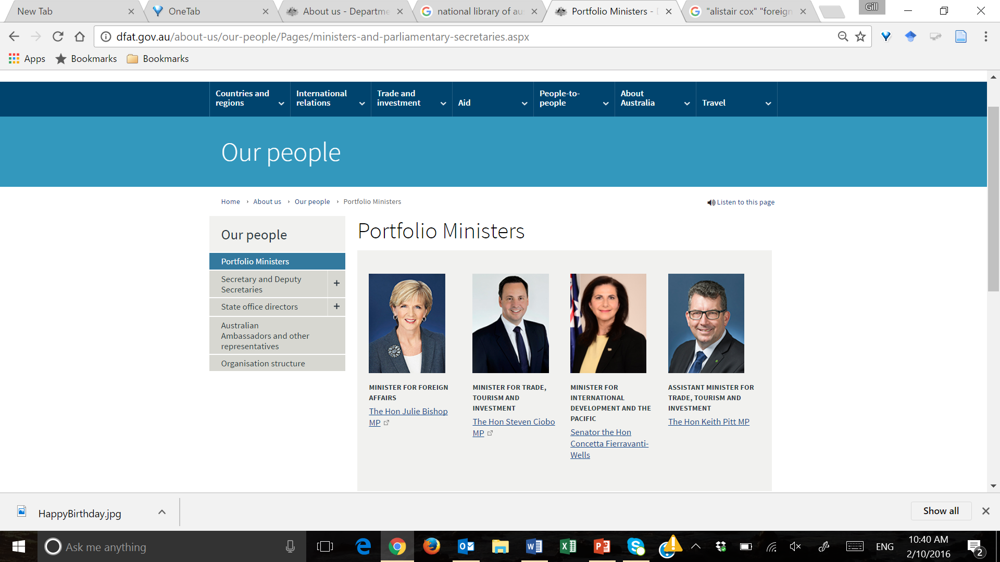 New Tab
OneTab
About us - Departme
national library of au
Portfolio Ministers - D
"alistair cox" "foreign
Gill
dfat.gov.au/about-us/our-people/Pages/ministers-and-parliamentary-secretaries.aspx
Apps
Bookmarks
Bookmarks
Countries and
regions
International
relations
Trade and
investment
Aid
People-to-
people
About
Australia
Travel
Our people
Home › About us › Our people › Portfolio Ministers
Listen to this page
Our people
Portfolio Ministers
Secretary and Deputy
Secretaries
+
State office directors
+
Australian
Ambassadors and other
representatives
Organisation structure
Portfolio Ministers
MINISTER FOR FOREIGN
AFFAIRS
The Hon Julie Bishop
MP
MINISTER FOR TRADE,
TOURISM AND
INVESTMENT
The Hon Steven Ciobo
MP
MINISTER FOR
INTERNATIONAL
DEVELOPMENT AND THE
PACIFIC
Senator the Hon
Concetta Fierravanti-
Wells
ASSISTANT MINISTER FOR
TRADE, TOURISM AND
INVESTMENT
The Hon Keith Pitt MP
HappyBirthday.jpg
Show all
Ask me anything
ENG
10:40 AM
2/10/2016
2